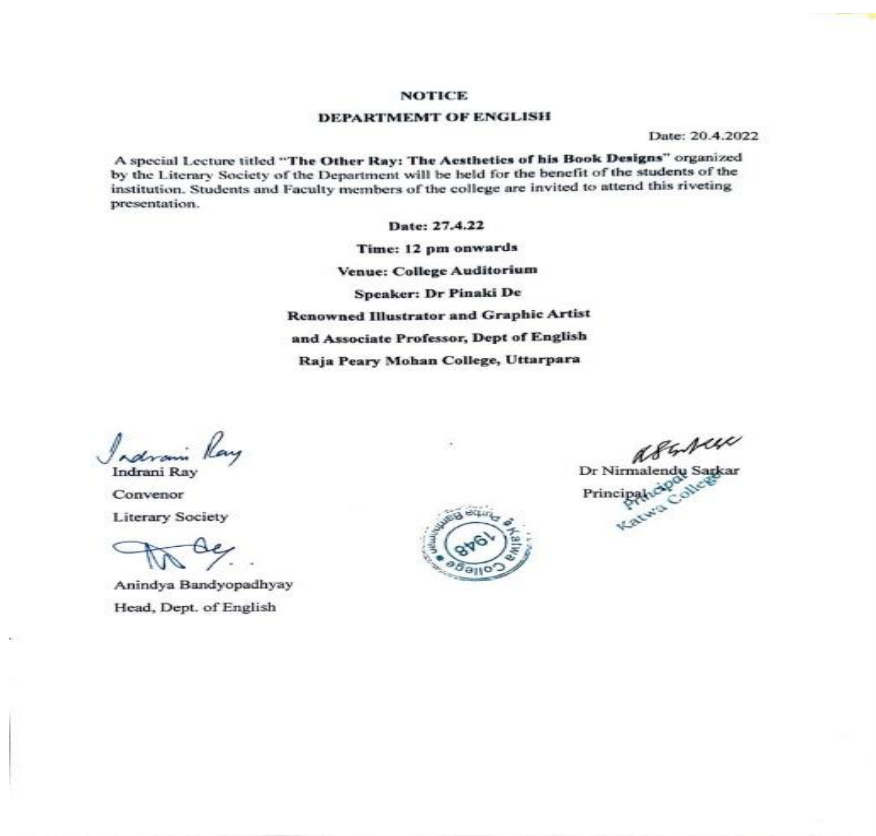 NOTICE
DEPARTMEMT OF ENGLISH
Date: 20.4.2022
A special Lecture titled “The Other Ray: The Aesthetics of his Book Designs” organized
by the Literary Society of the Department will be held for the benefit of the students of the
institution. Students and Faculty members of the college are invited to attend this riveting
presentation.
Date: 27.4.22
Time: 12 pm onwards
Venue: College Auditorium
Speaker: Dr Pinaki De
Renowned Illustrator and Graphic Artist
and Associate Professor, Dept of English
Raja Peary Mohan College, Uttarpara
Indrani Ray
Indrani Ray
Convenor
Literary Society
Anindya Bandyopadhyay
Head, Dept. of English
Dr Nirmalendu Sarkar
Principal
Principal
Katwa College
Katwa College Purba Bardhaman
1948